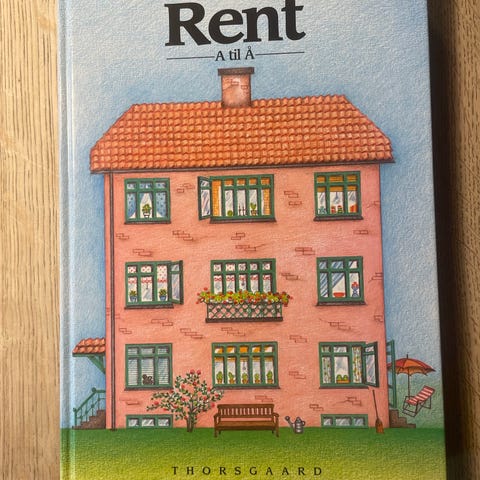 Rent
A til Å
THORSGAARD